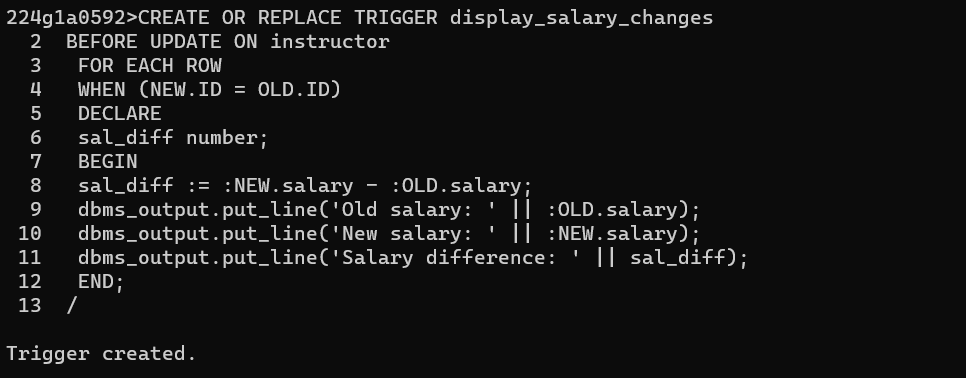 224g1a0592>CREATE OR REPLACE TRIGGER display_salary_changes
  2  BEFORE UPDATE ON instructor
  3   FOR EACH ROW
  4   WHEN (NEW.ID = OLD.ID)
  5   DECLARE
  6   sal_diff number;
  7   BEGIN
  8   sal_diff := :NEW.salary - :OLD.salary;
  9   dbms_output.put_line('Old salary: ' || :OLD.salary);
 10   dbms_output.put_line('New salary: ' || :NEW.salary);
 11   dbms_output.put_line('Salary difference: ' || sal_diff);
 12   END;
 13  /
Trigger created.